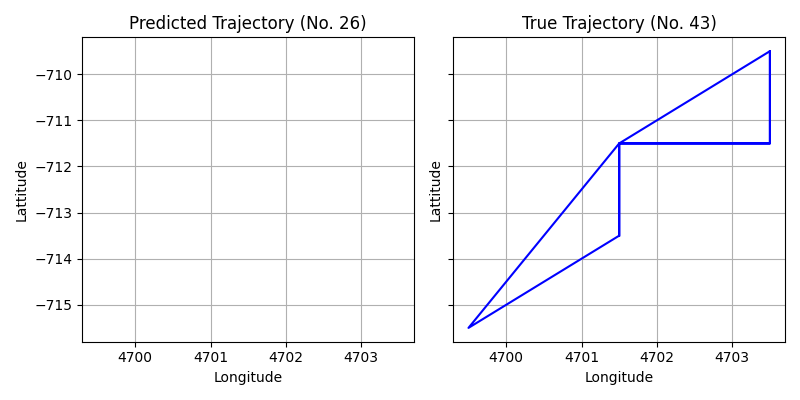 Predicted Trajectory (No. 26)
−710
−711
−712
−713
−714
−715
Lattitude
4700 4701 4702 4703
Longitude
True Trajectory (No. 43)
Lattitude
4700 4701 4702 4703
Longitude